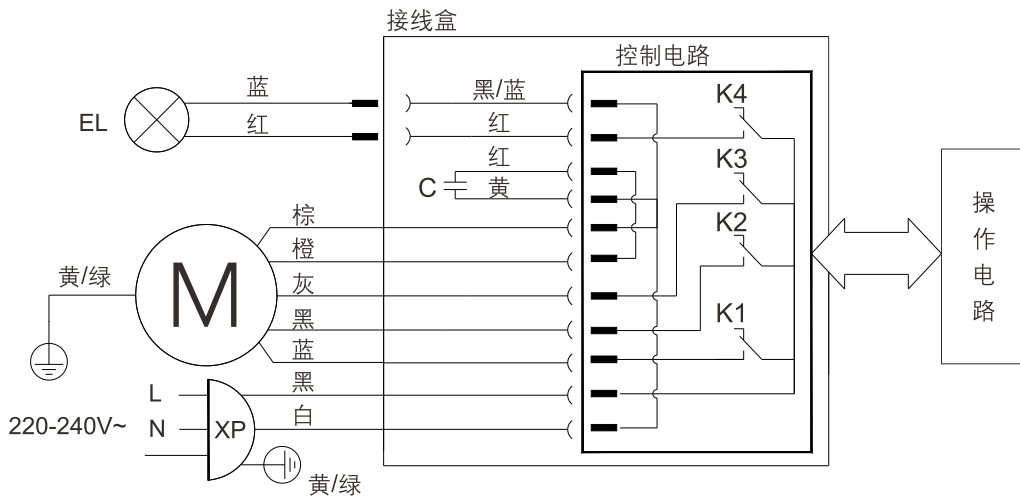 接线盒
控制电路
EL
蓝
红
黑/蓝
红
红
C
黄
棕
橙
灰
黑
蓝
M
黄/绿
K4
K3
K2
K1
操作电路
L
黑
220-240V~
N
XP
白
黄/绿